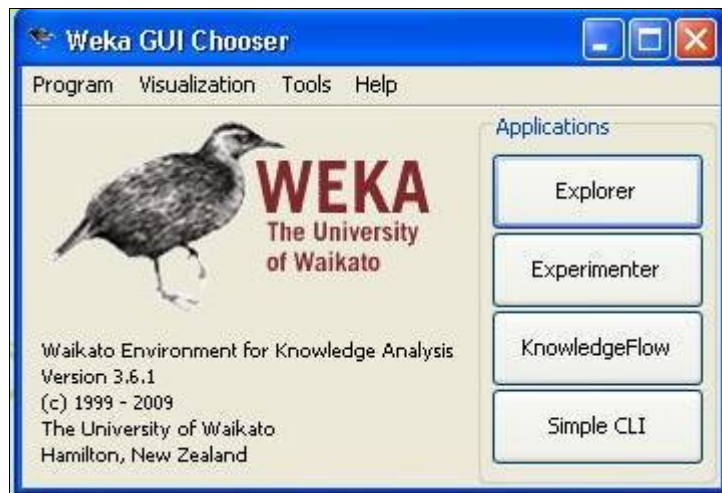 Weka GUI Chooser
Program Visualization Tools Help
WEKA
The University
of Waikato
Waikato Environment for Knowledge Analysis
Version 3.6.1
(c) 1999 - 2009
The University of Waikato
Hamilton, New Zealand
Applications
Explorer
Experimenter
KnowledgeFlow
Simple CLI